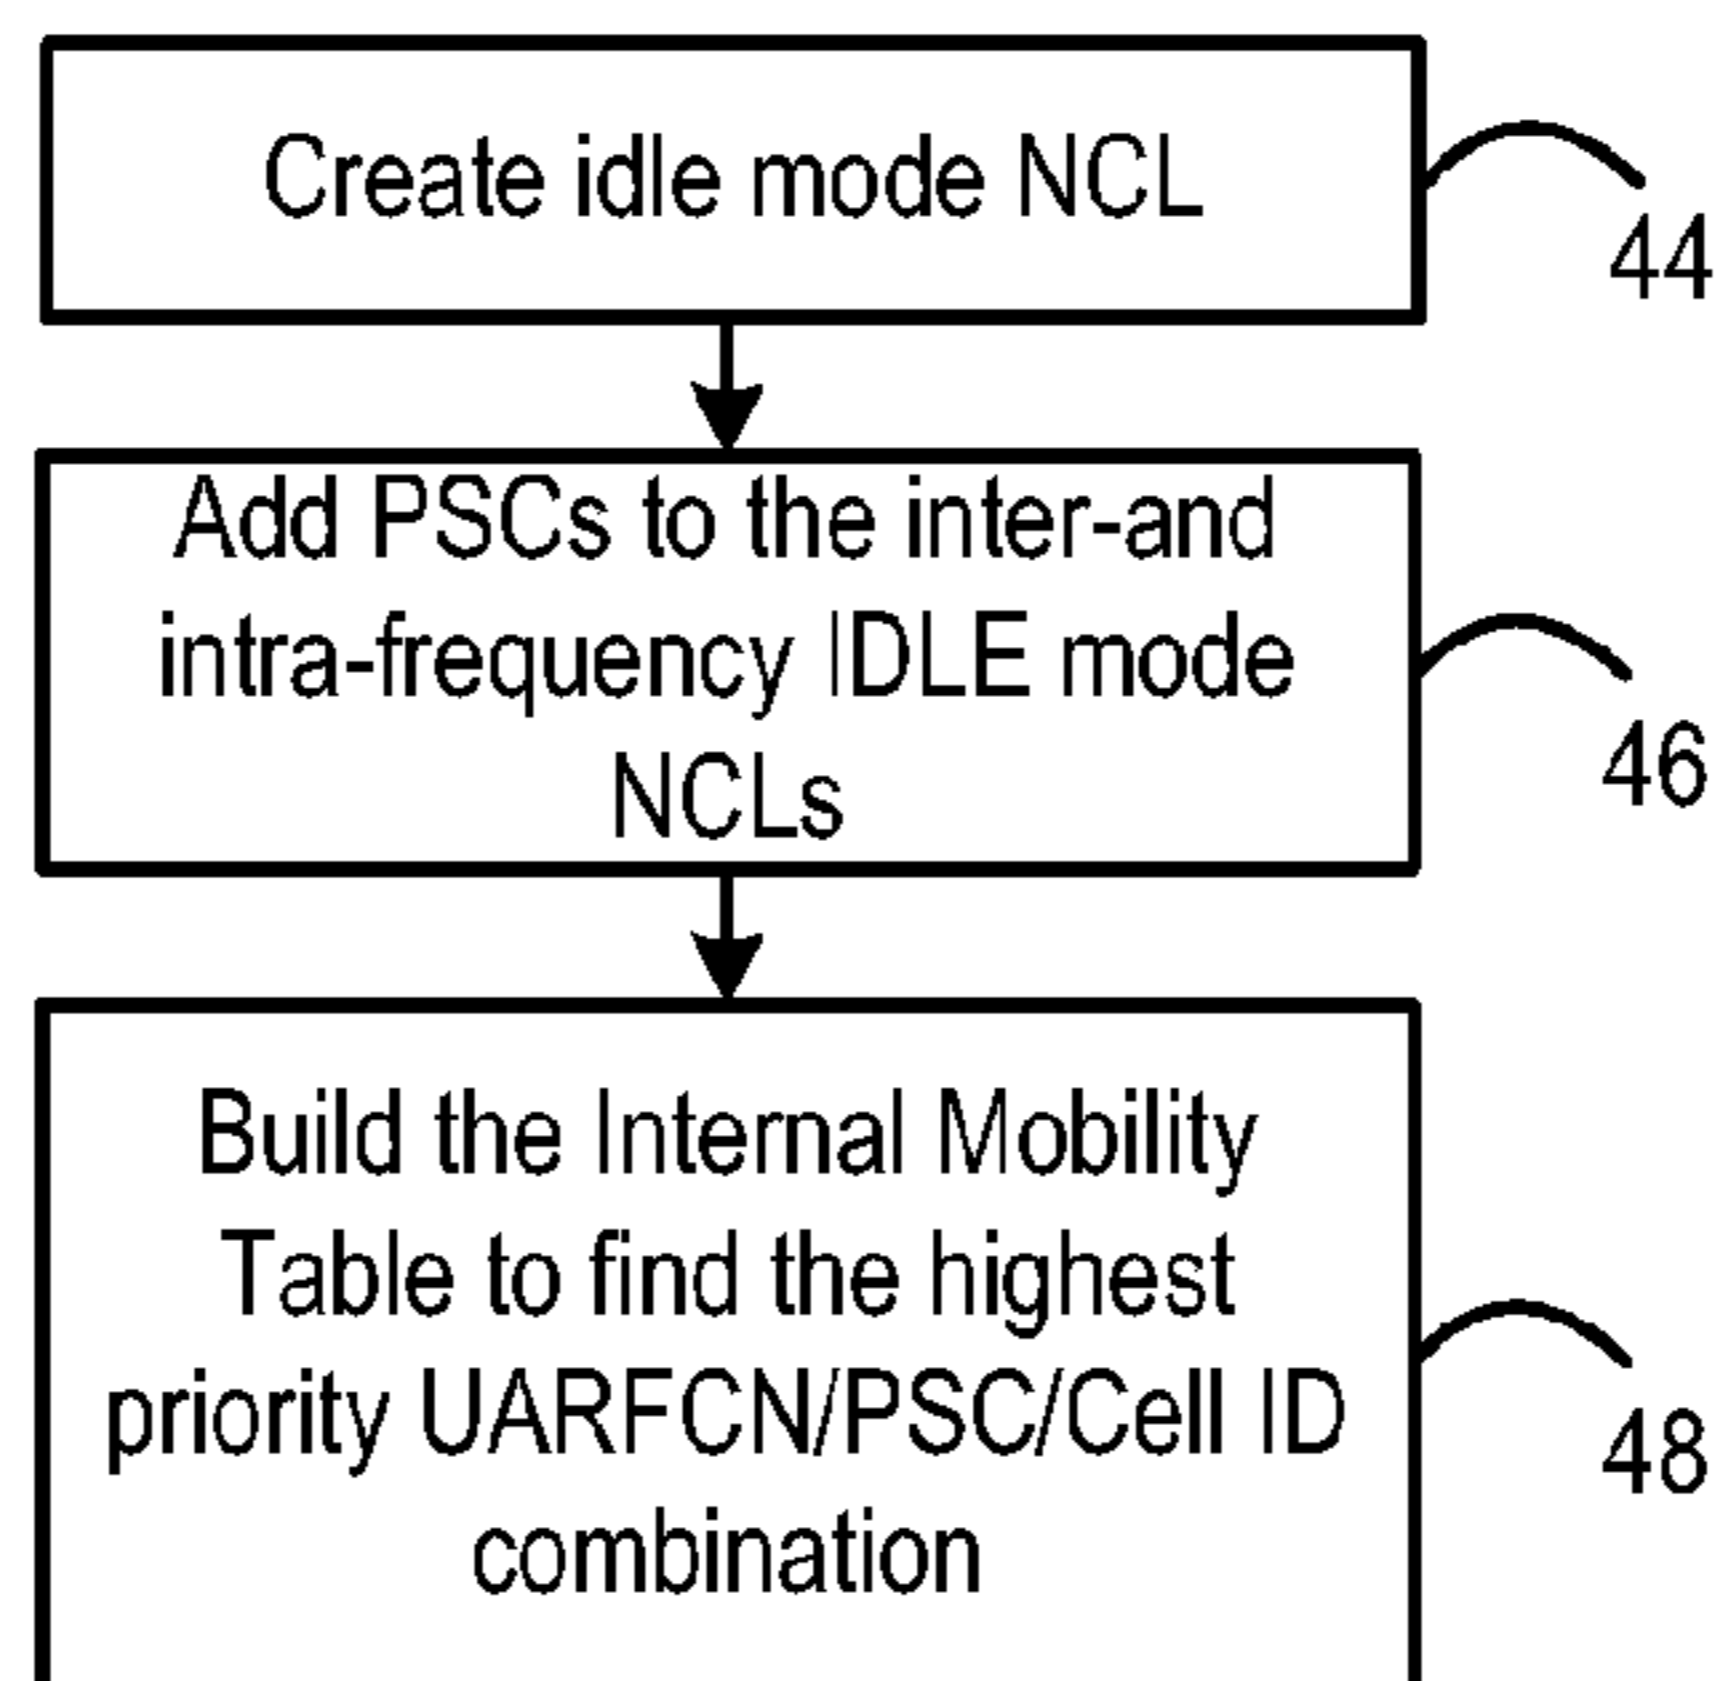 Create idle mode NCL
44
Add PSCs to the inter-and
intra-frequency IDLE mode
NCLs
46
Build the Internal Mobility
Table to find the highest
priority UARFCN/PSC/Cell ID
combination
48